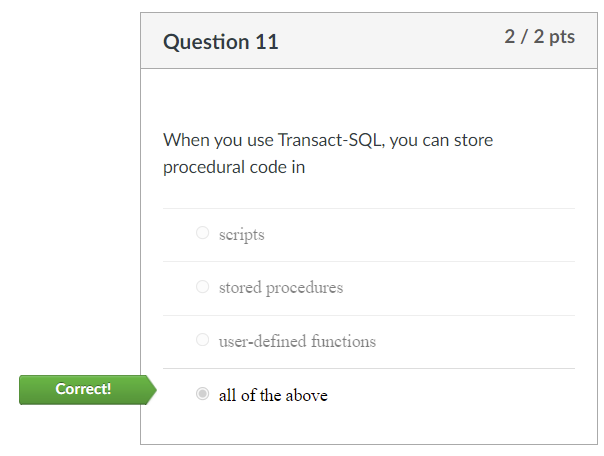 Question 11
2 / 2 pts
When you use Transact-SQL, you can store
procedural code in
scripts
stored procedures
user-defined functions
Correct!
all of the above